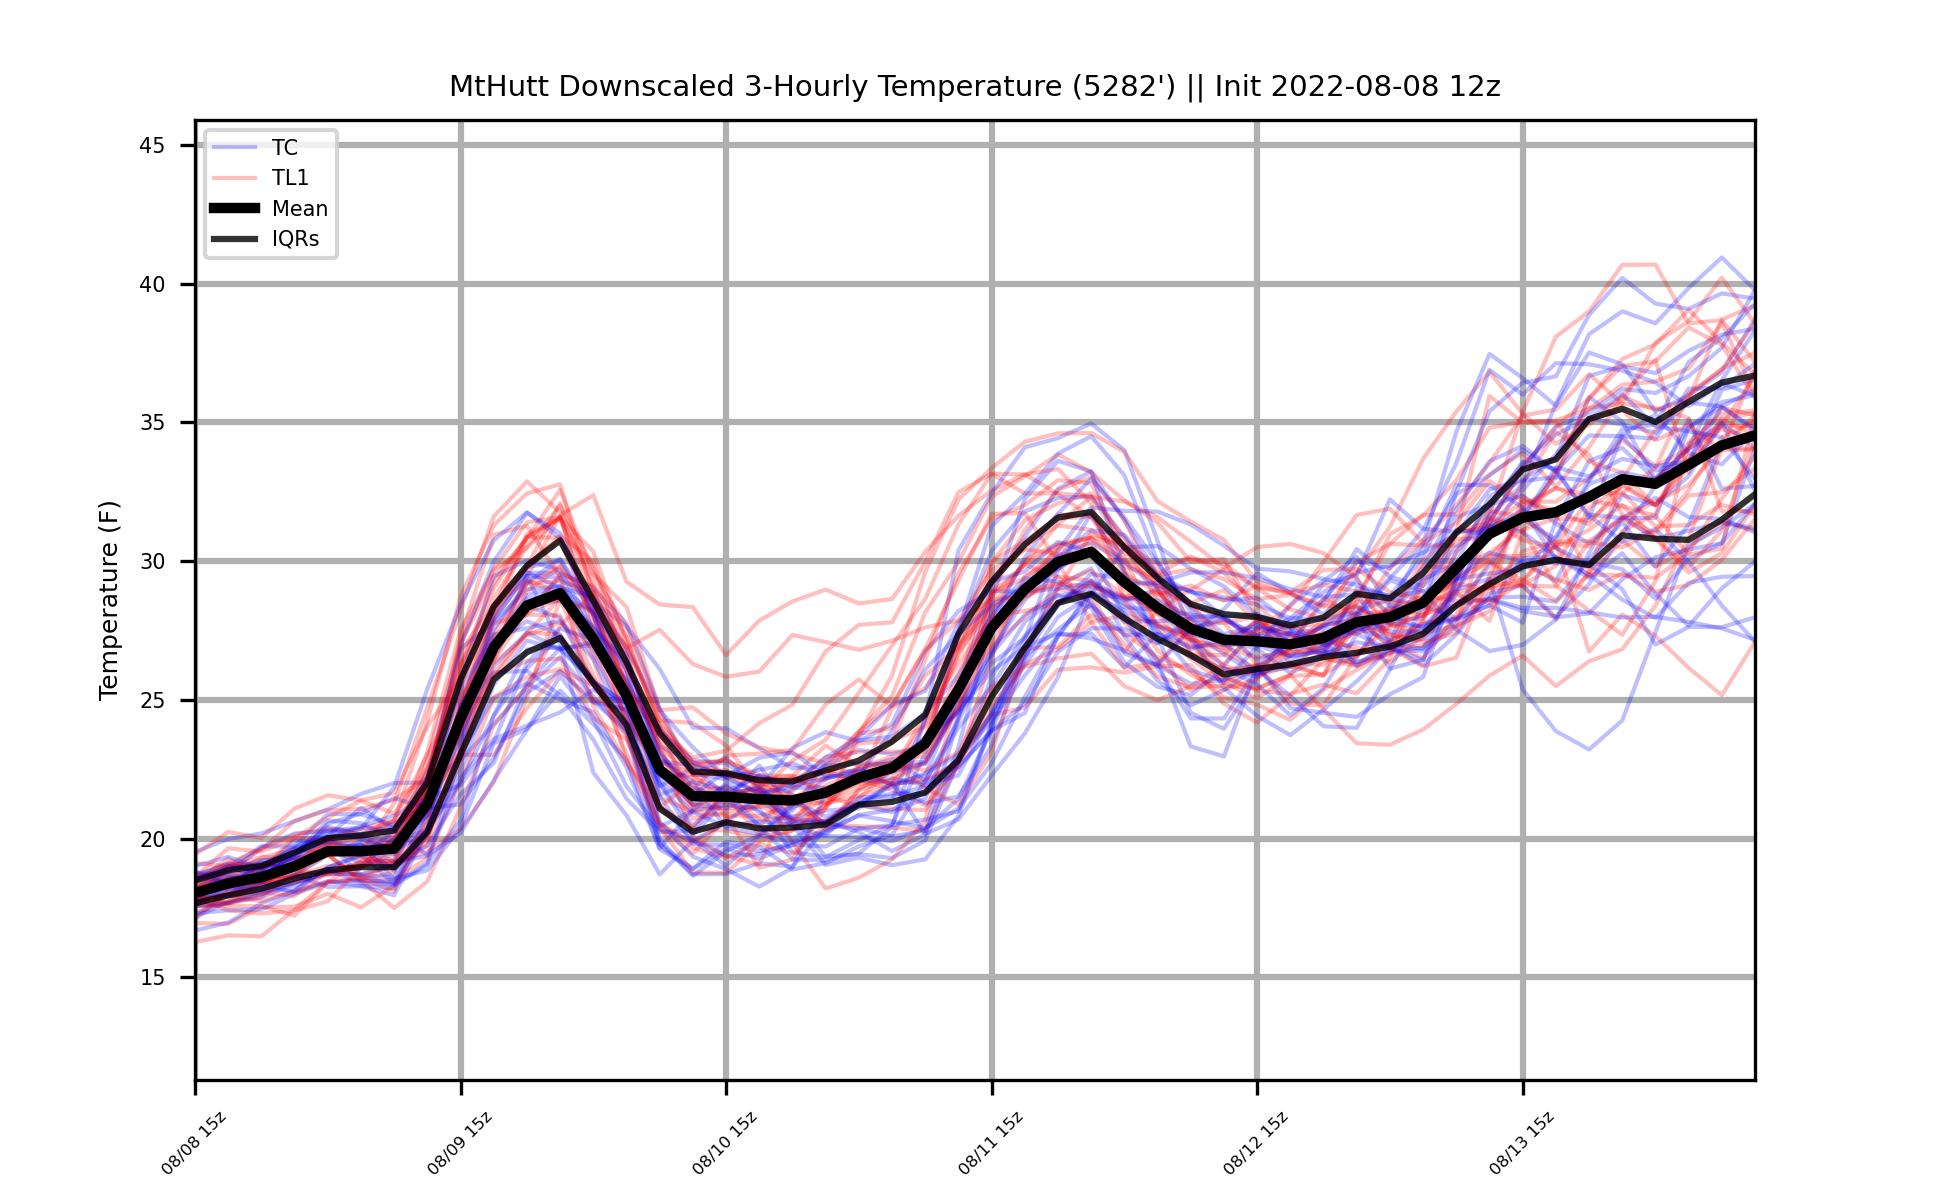 MtHutt Downscaled 3-Hourly Temperature (5282') || Init 2022-08-08 12z
TC
TL1
Mean
IQRs
Temperature (F)
45
40
35
30
25
20
15
08/08 15z
08/09 15z
08/10 15z
08/11 15z
08/12 15z
08/13 15z